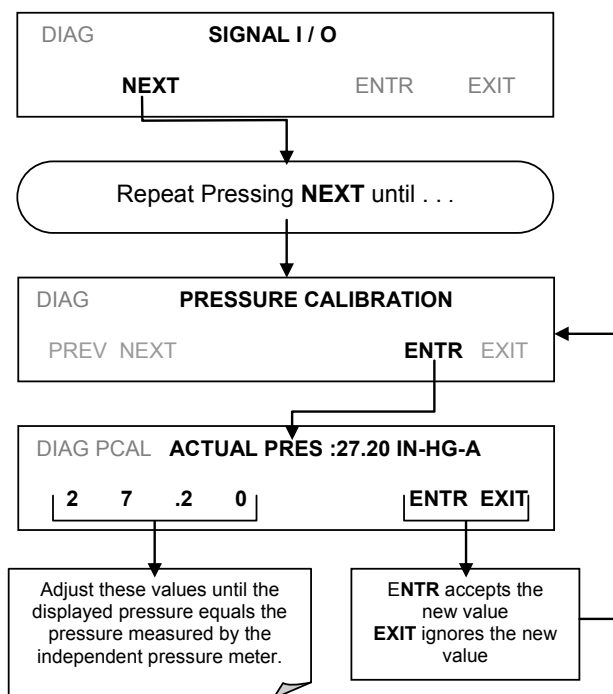 DIAG SIGNAL I / O
NEXT ENTR EXIT
Repeat Pressing NEXT until . . .
DIAG PRESSURE CALIBRATION
PREV NEXT ENTR EXIT
DIAG PCAL ACTUAL PRES :27.20 IN-HG-A
2 7 .2 0 ENTR EXIT
Adjust these values until the
displayed pressure equals the
pressure measured by the
independent pressure meter.
ENTR accepts the
new value
EXIT ignores the new
value